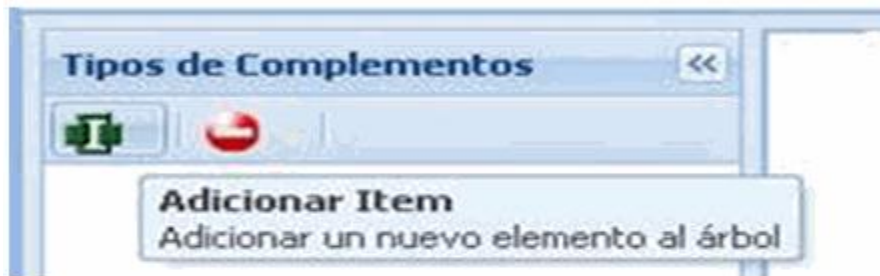 Tipos de Complementos
Adicionar Item
Adicionar un nuevo elemento al árbol